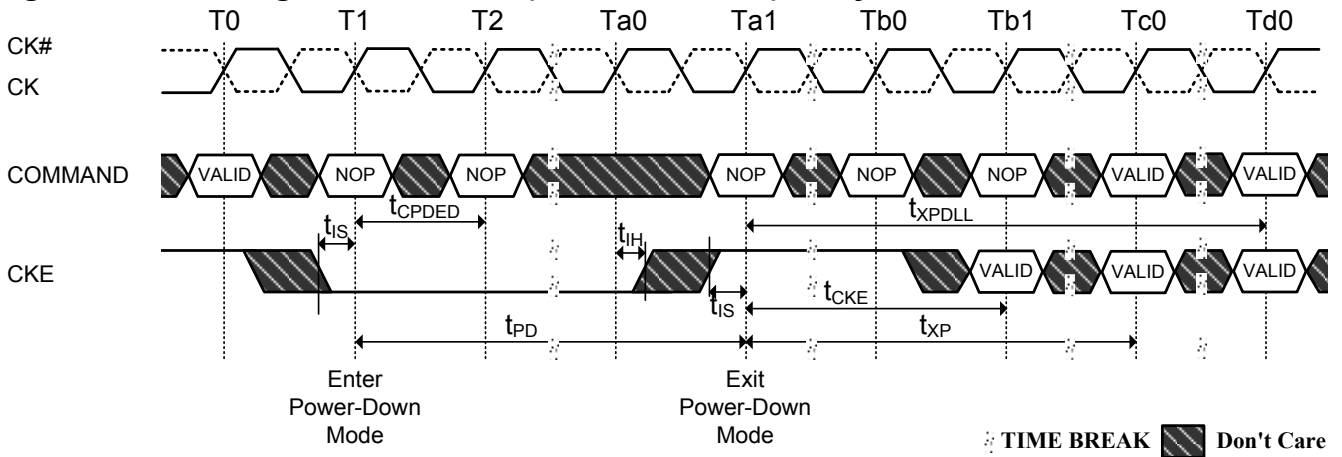 T0 T1 T2 Ta0 Ta1 Tb0 Tb1 Tc0 Td0
CK#
CK
COMMAND VALID NOP NOP NOP NOP NOP VALID VALID
tCPDED tXPDLL
tIS tIH
CKE VALID VALID VALID
tIS tCKE
tPD tXP
Enter
Power-Down
Mode
Exit
Power-Down
Mode
TIME BREAK Don't Care